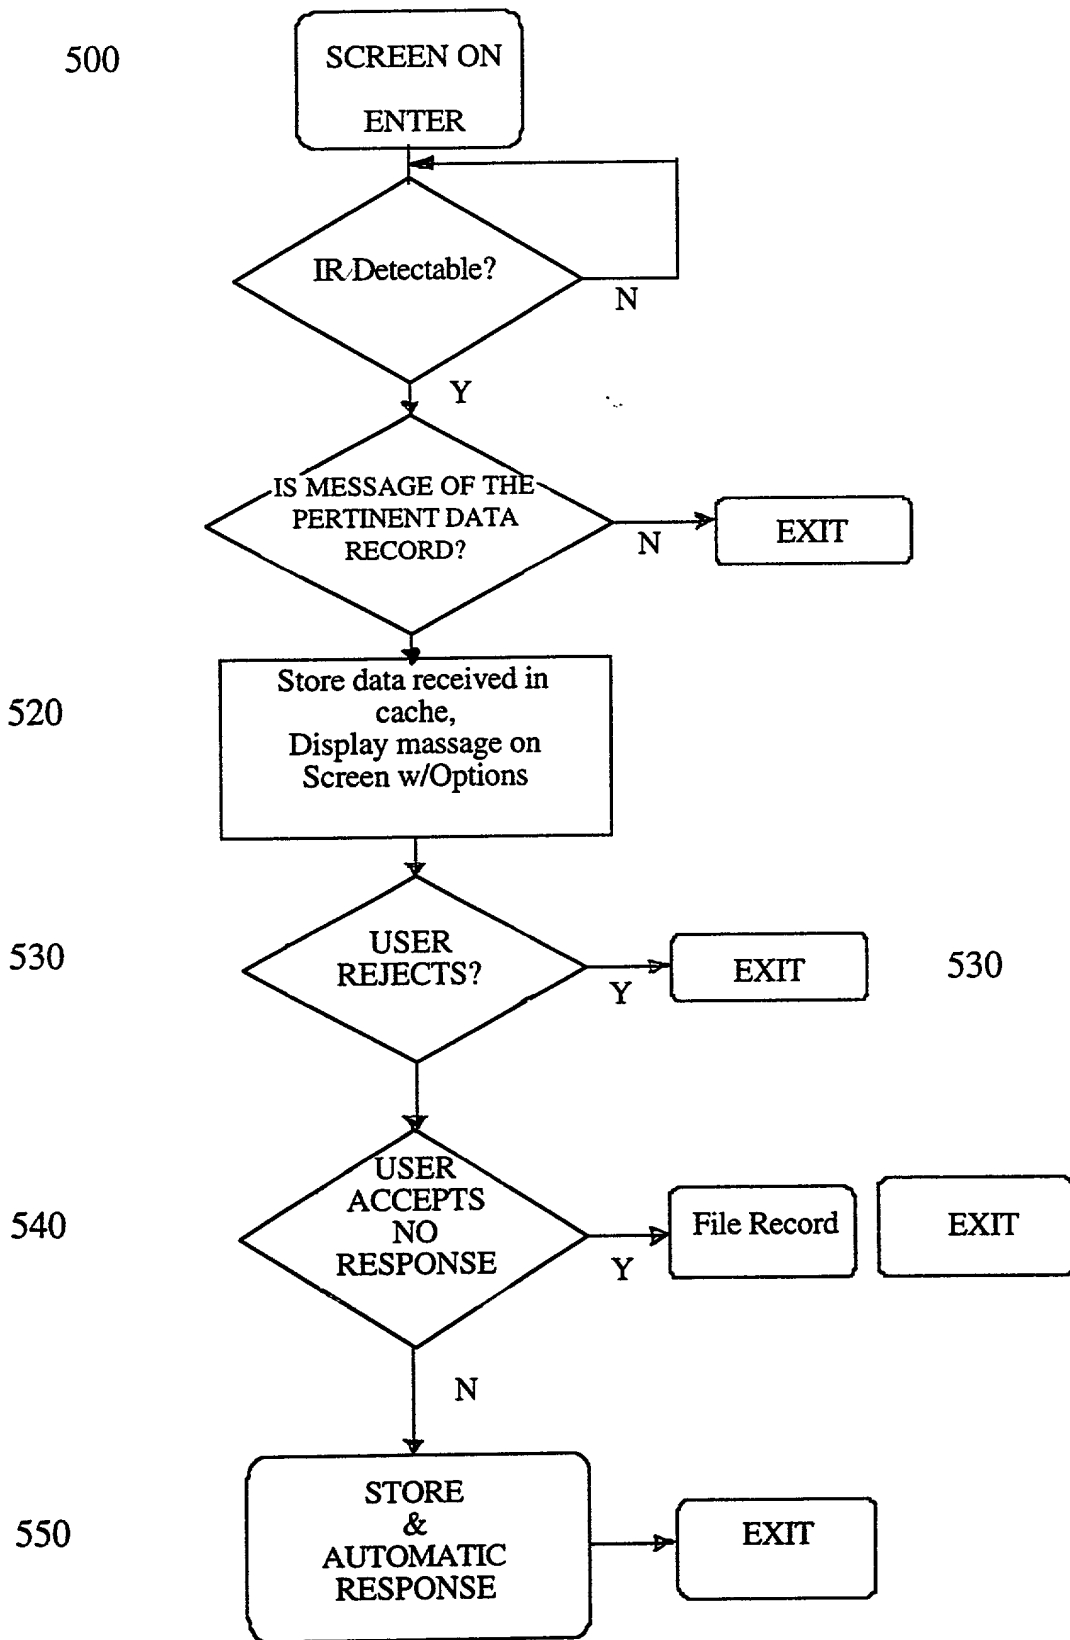 500
SCREEN ON
ENTER
IR Detectable?
N
Y
IS MESSAGE OF THE
PERTINENT DATA
RECORD?
N
EXIT
520
Store data received in
cache,
Display massage on
Screen w/Options
530
USER
REJECTS?
Y
EXIT
530
540
USER
ACCEPTS
NO
RESPONSE
Y
File Record
EXIT
N
550
STORE
&
AUTOMATIC
RESPONSE
EXIT